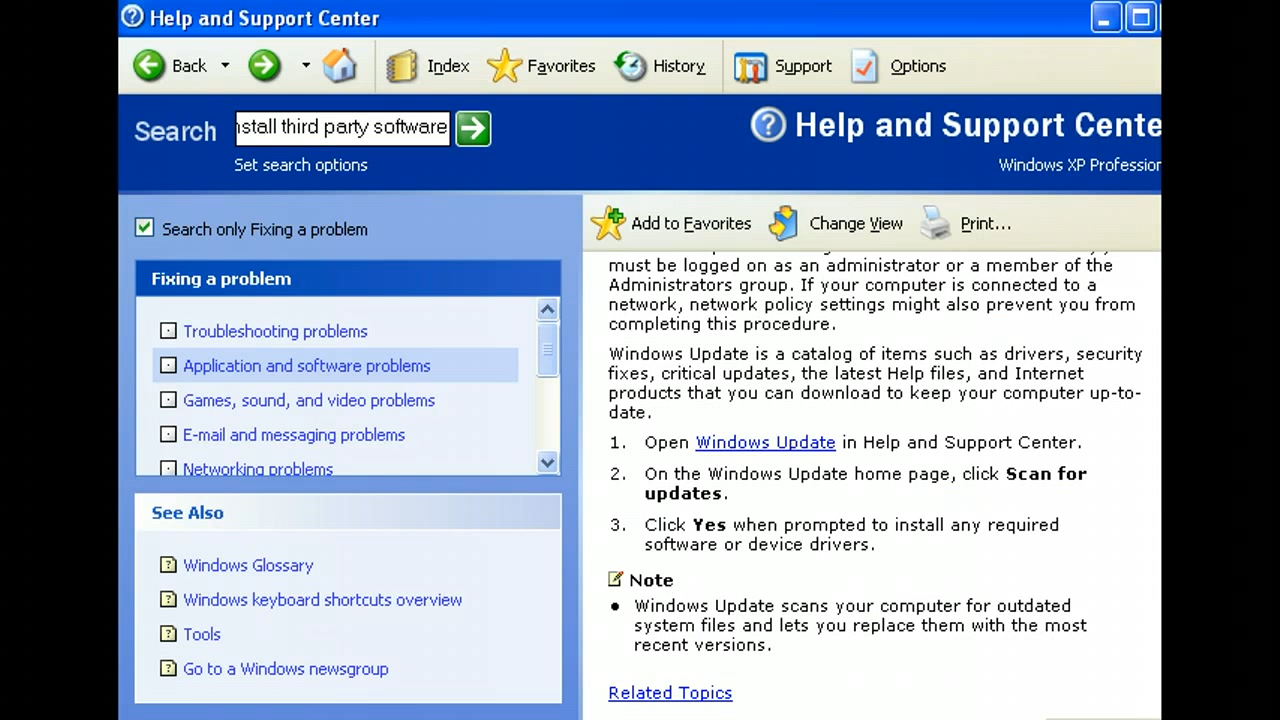 Help and Support Center
Back
Index
Favorites
History
Support
Options
Search
nstall third party software
Set search options
Help and Support Cente
Windows XP Profession
Search only Fixing a problem
Fixing a problem
Troubleshooting problems
Application and software problems
Games, sound, and video problems
E-mail and messaging problems
Networking problems
See Also
Windows Glossary
Windows keyboard shortcuts overview
Tools
Go to a Windows newsgroup
Add to Favorites
Change View
Print...
must be logged on as an administrator or a member of the
Administrators group. If your computer is connected to a
network, network policy settings might also prevent you from
completing this procedure.
Windows Update is a catalog of items such as drivers, security
fixes, critical updates, the latest Help files, and Internet
products that you can download to keep your computer up-to-
date.
1. Open Windows Update in Help and Support Center.
2. On the Windows Update home page, click Scan for
updates.
3. Click Yes when prompted to install any required
software or device drivers.
Note
• Windows Update scans your computer for outdated
system files and lets you replace them with the most
recent versions.
Related Topics